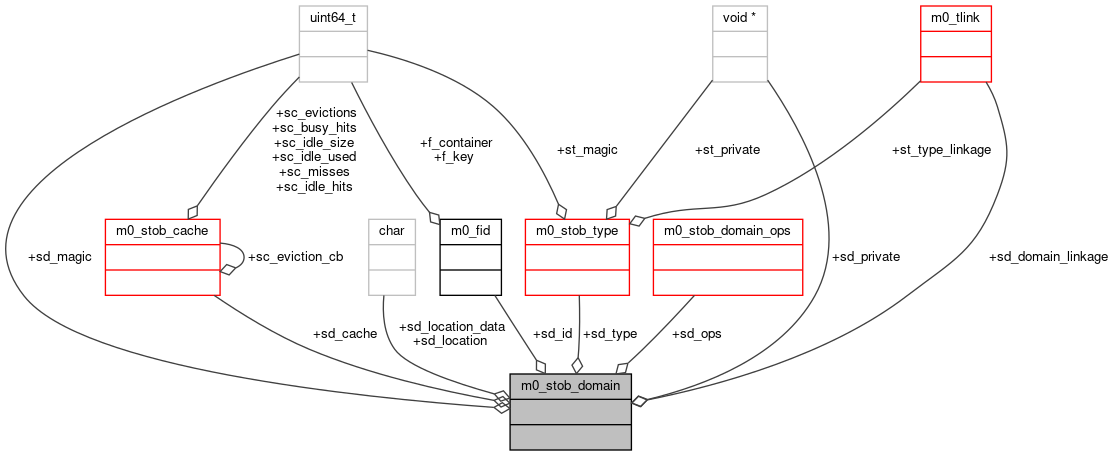 uint64_t
void *
m0_tlink
+sc_evictions
+sc_busy_hits
+sc_idle_size
+sc_idle_used
+sc_misses
+sc_idle_hits
+f_container
+f_key
+st_magic
+st_private
+st_type_linkage
m0_stob_cache
char
m0_fid
m0_stob_type
m0_stob_domain_ops
+sd_magic
+sc_eviction_cb
+sd_private
+sd_domain_linkage
+sd_cache
+sd_location_data
+sd_location
+sd_id
+sd_type
+sd_ops
m0_stob_domain